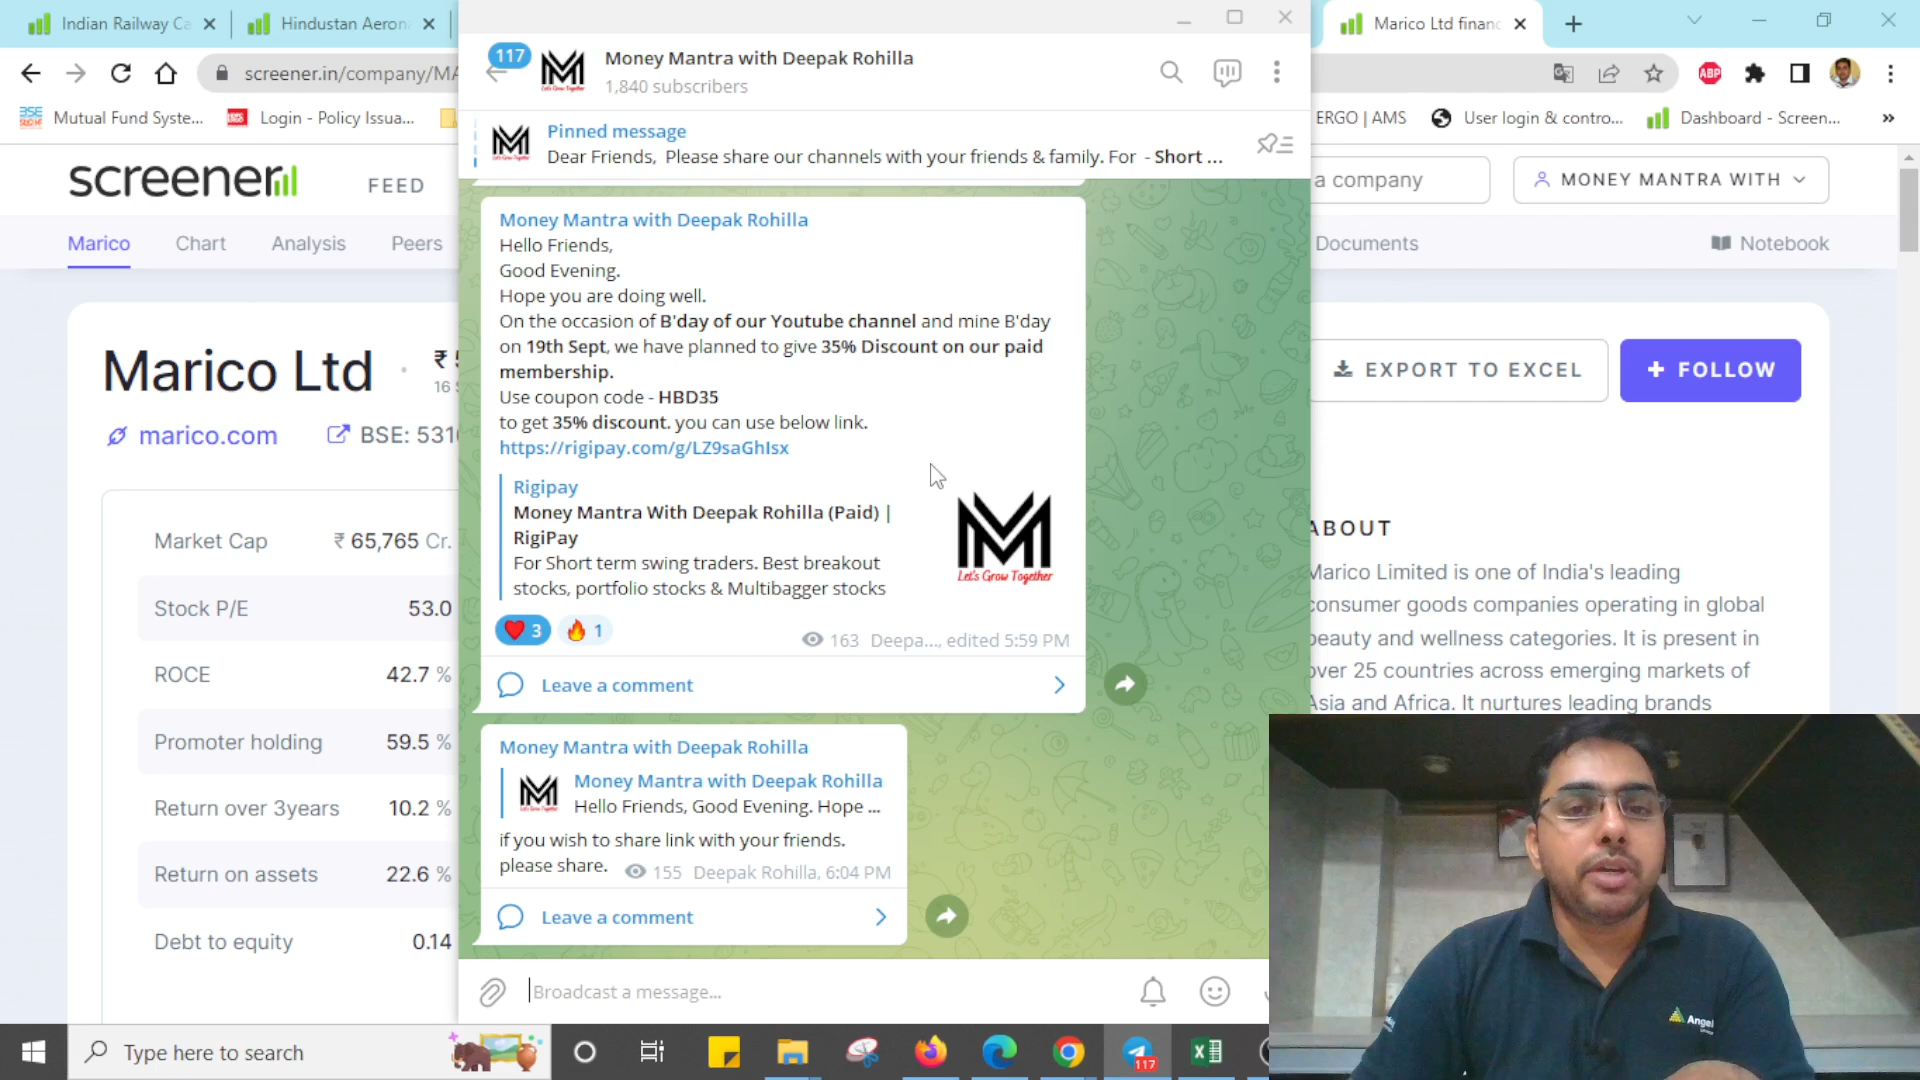 Indian Railway Ca
Hindustan Aeron
Marico Ltd financ
screener.in/company/MA
ABP
Mutual Fund Syste...
Login - Policy Issua...
ERGO | AMS
User login & contro...
Dashboard - Screen...
»
screener
FEED
a company
MONEY MANTRA WITH
Marico
Chart
Analysis
Peers
Documents
Notebook
Marico Ltd
₹
16
marico.com
BSE: 531
EXPORT TO EXCEL
+ FOLLOW
Market Cap ₹ 65,765 Cr.
Stock P/E 53.0
ROCE 42.7 %
Promoter holding 59.5 %
Return over 3years 10.2 %
Return on assets 22.6 %
Debt to equity 0.14
117
Money Mantra with Deepak Rohilla
1,840 subscribers
Pinned message
Dear Friends, Please share our channels with your friends & family. For - Short ...
Money Mantra with Deepak Rohilla
Hello Friends,
Good Evening.
Hope you are doing well.
On the occasion of B'day of our Youtube channel and mine B'day
on 19th Sept, we have planned to give 35% Discount on our paid
membership.
Use coupon code - HBD35
to get 35% discount. you can use below link.
https://rigipay.com/g/LZ9saGhIsx
Rigipay
Money Mantra With Deepak Rohilla (Paid) |
RigiPay
For Short term swing traders. Best breakout
stocks, portfolio stocks & Multibagger stocks
Let's Grow Together
3
1
163 Deepa..., edited 5:59 PM
Leave a comment
Money Mantra with Deepak Rohilla
Money Mantra with Deepak Rohilla
Hello Friends, Good Evening. Hope ...
if you wish to share link with your friends.
please share. 155 Deepak Rohilla, 6:04 PM
Leave a comment
Broadcast a message...
ABOUT
Marico Limited is one of India's leading
consumer goods companies operating in global
beauty and wellness categories. It is present in
over 25 countries across emerging markets of
Asia and Africa. It nurtures leading brands
Angel
Type here to search
117